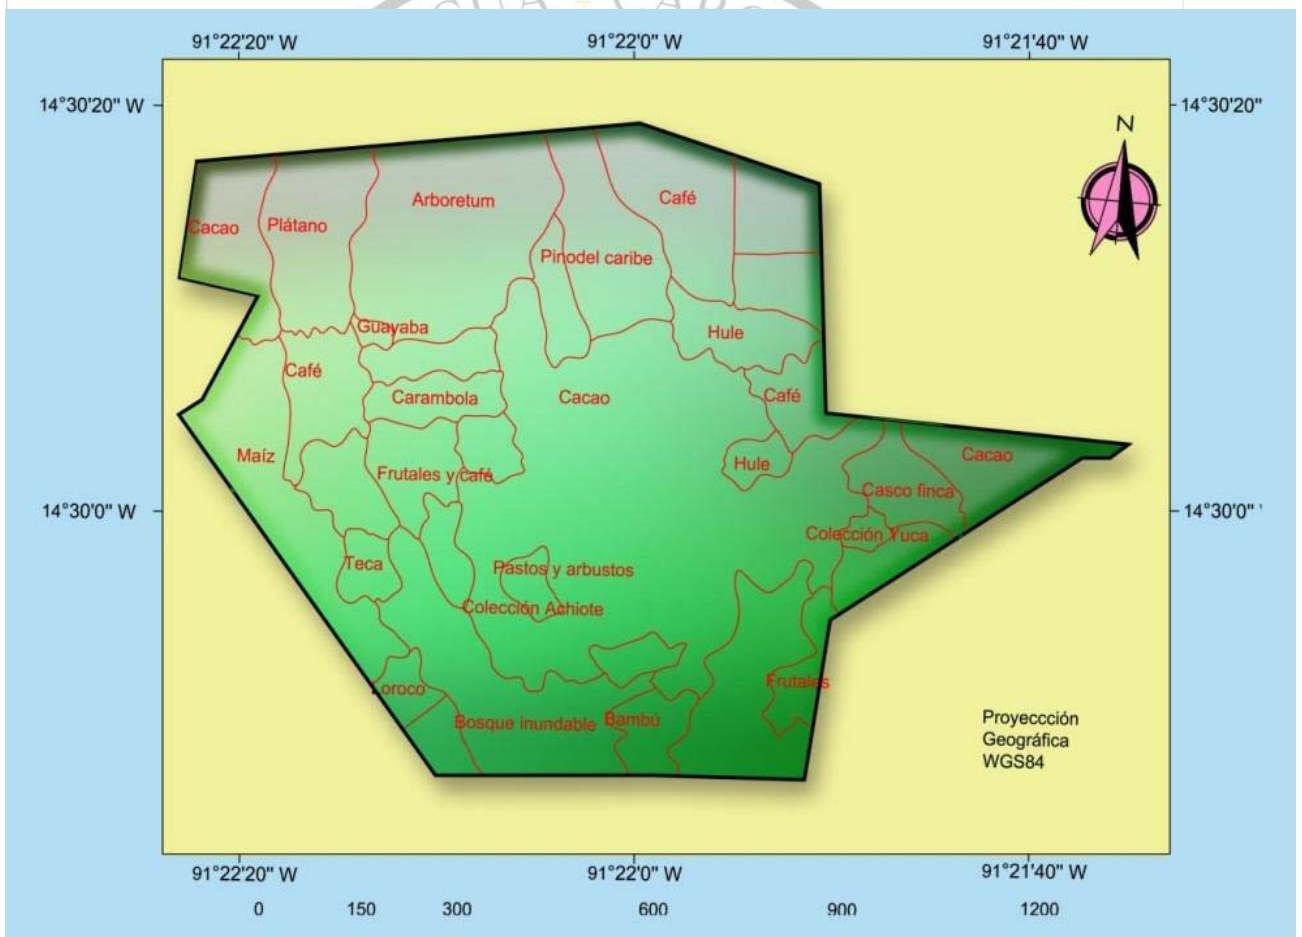 91°22'20" W
91°22'0" W
91°21'40" W
14°30'20" W
14°30'20"
N
Café
Arboretum
Cacao
Plátano
Pinodel caribe
Guayaba
Hule
Café
Carambola
Cacao
Café
Maíz
Cacao
Hule
Frutales y café
Casco finca
14°30'0" W
14°30'0"
Colección Yuca
Teca
Pastos y arbustos
Colección Achiote
Frutales
Loroco
Bosque inundable
Bambú
Proyeccción
Geográfica
WGS84
91°22'20" W
91°22'0" W
91°21'40" W
0 150 300 600 900 1200